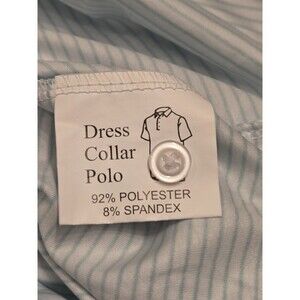 Dress
Collar
Polo
92% POLYESTER
8% SPANDEX